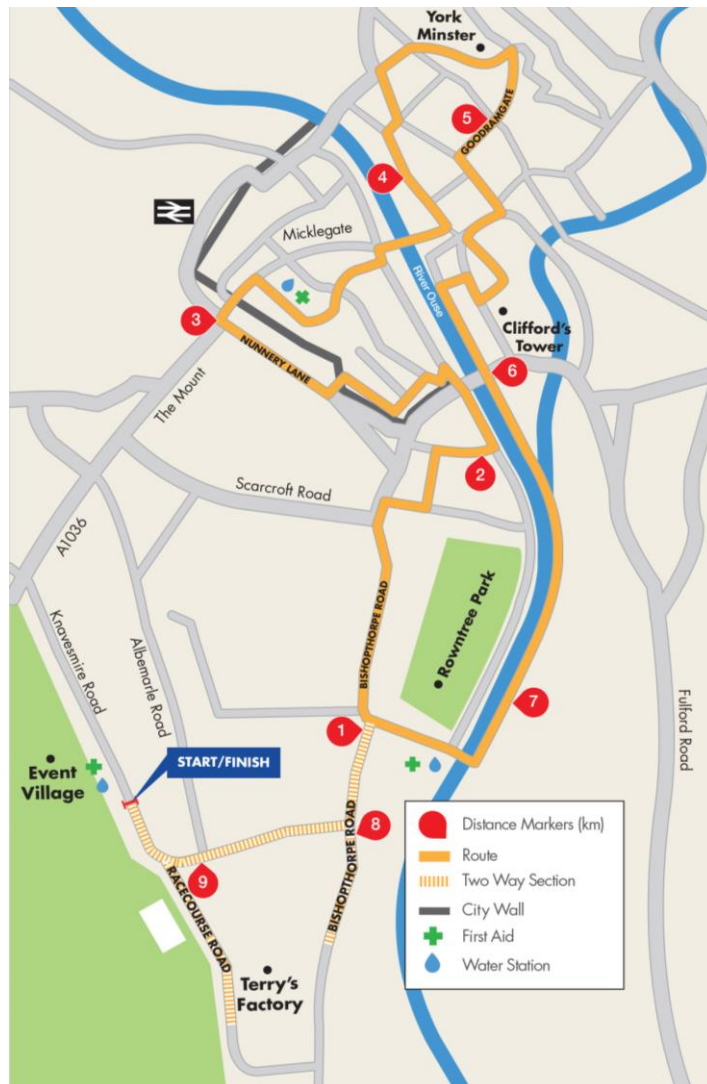 York
Minster
5
GOODRAMGATE
4
Micklegate
River Ouse
3
Clifford's
Tower
NUNNERY LANE
6
The Mount
2
Scarcroft Road
A1036
BISHOPTHORPE ROAD
Rowntree Park
Knavesmire Road
Albemarle Road
7
Fulford Road
1
START/FINISH
Event
Village
8
9
BISHOPTHORPE ROAD
RACECOURSE ROAD
Terry's
Factory
Distance Markers (km)
Route
Two Way Section
City Wall
First Aid
Water Station